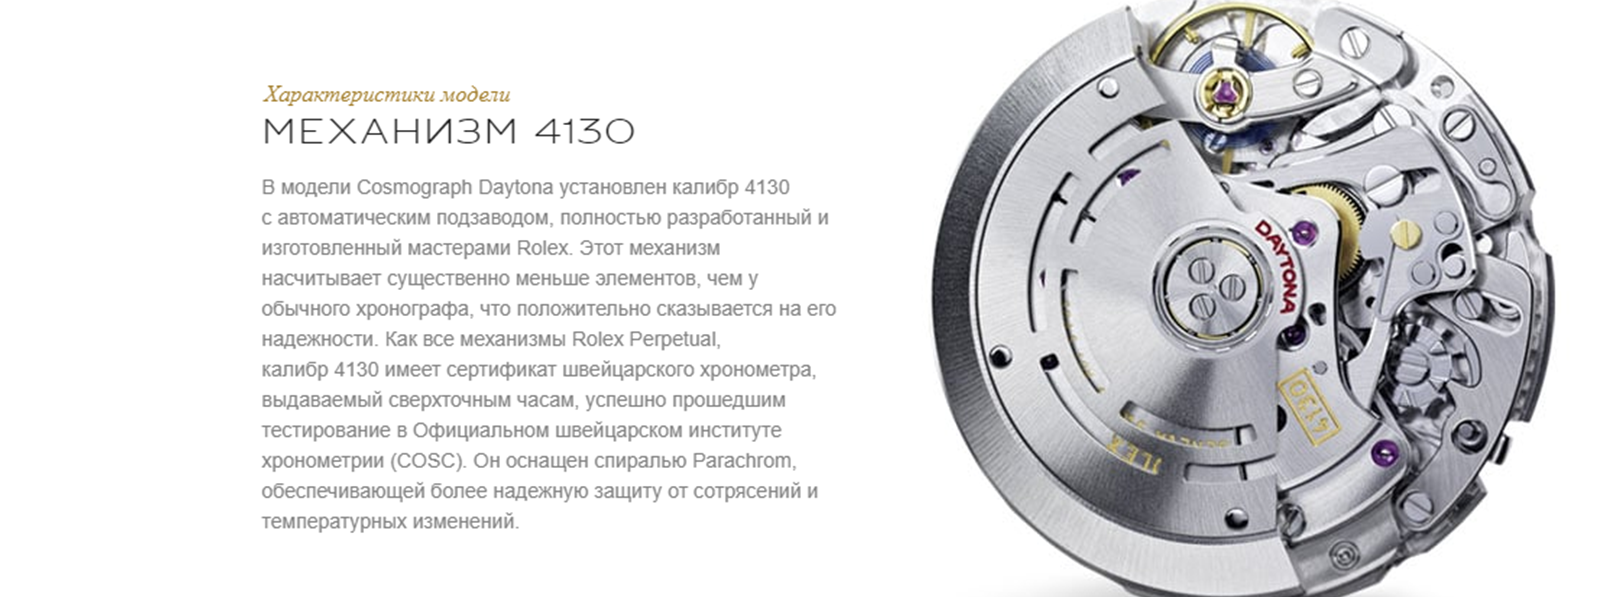 Характеристики модели
МЕХАНИЗМ 4130
В модели Cosmograph Daytona установлен калибр 4130
с автоматическим подзаводом, полностью разработанный и
изготовленный мастерами Rolex. Этот механизм
насчитывает существенно меньше элементов, чем у
обычного хронографа, что положительно сказывается на его
надежности. Как все механизмы Rolex Perpetual,
калибр 4130 имеет сертификат швейцарского хронометра,
выдаваемый сверхточным часам, успешно прошедшим
тестирование в Официальном швейцарском институте
хронометрии (COSC). Он оснащен спиралью Parachrom,
обеспечивающей более надежную защиту от сотрясений и
температурных изменений.
DAYTONA
4130